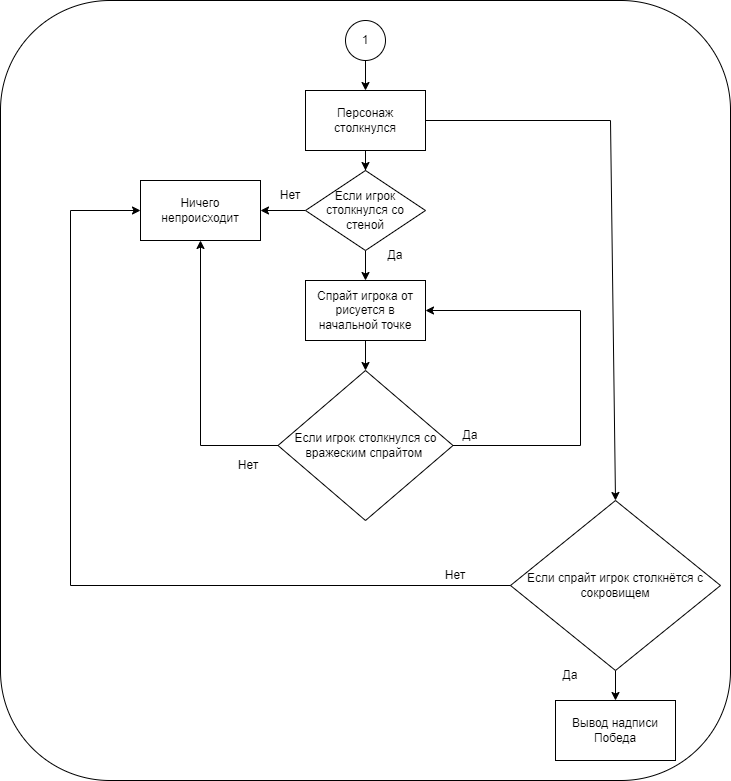 1
Персонаж
столкнулся
Нет
Если игрок
столкнулся со
стеной
Ничего
непроисходит
Да
Спрайт игрока от
рисуется в
начальной точке
Если игрок столкнулся со
вражеским спрайтом
Да
Нет
Нет
Если спрайт игрок столкнётся с
сокровищем
Да
Вывод надписи
Победа